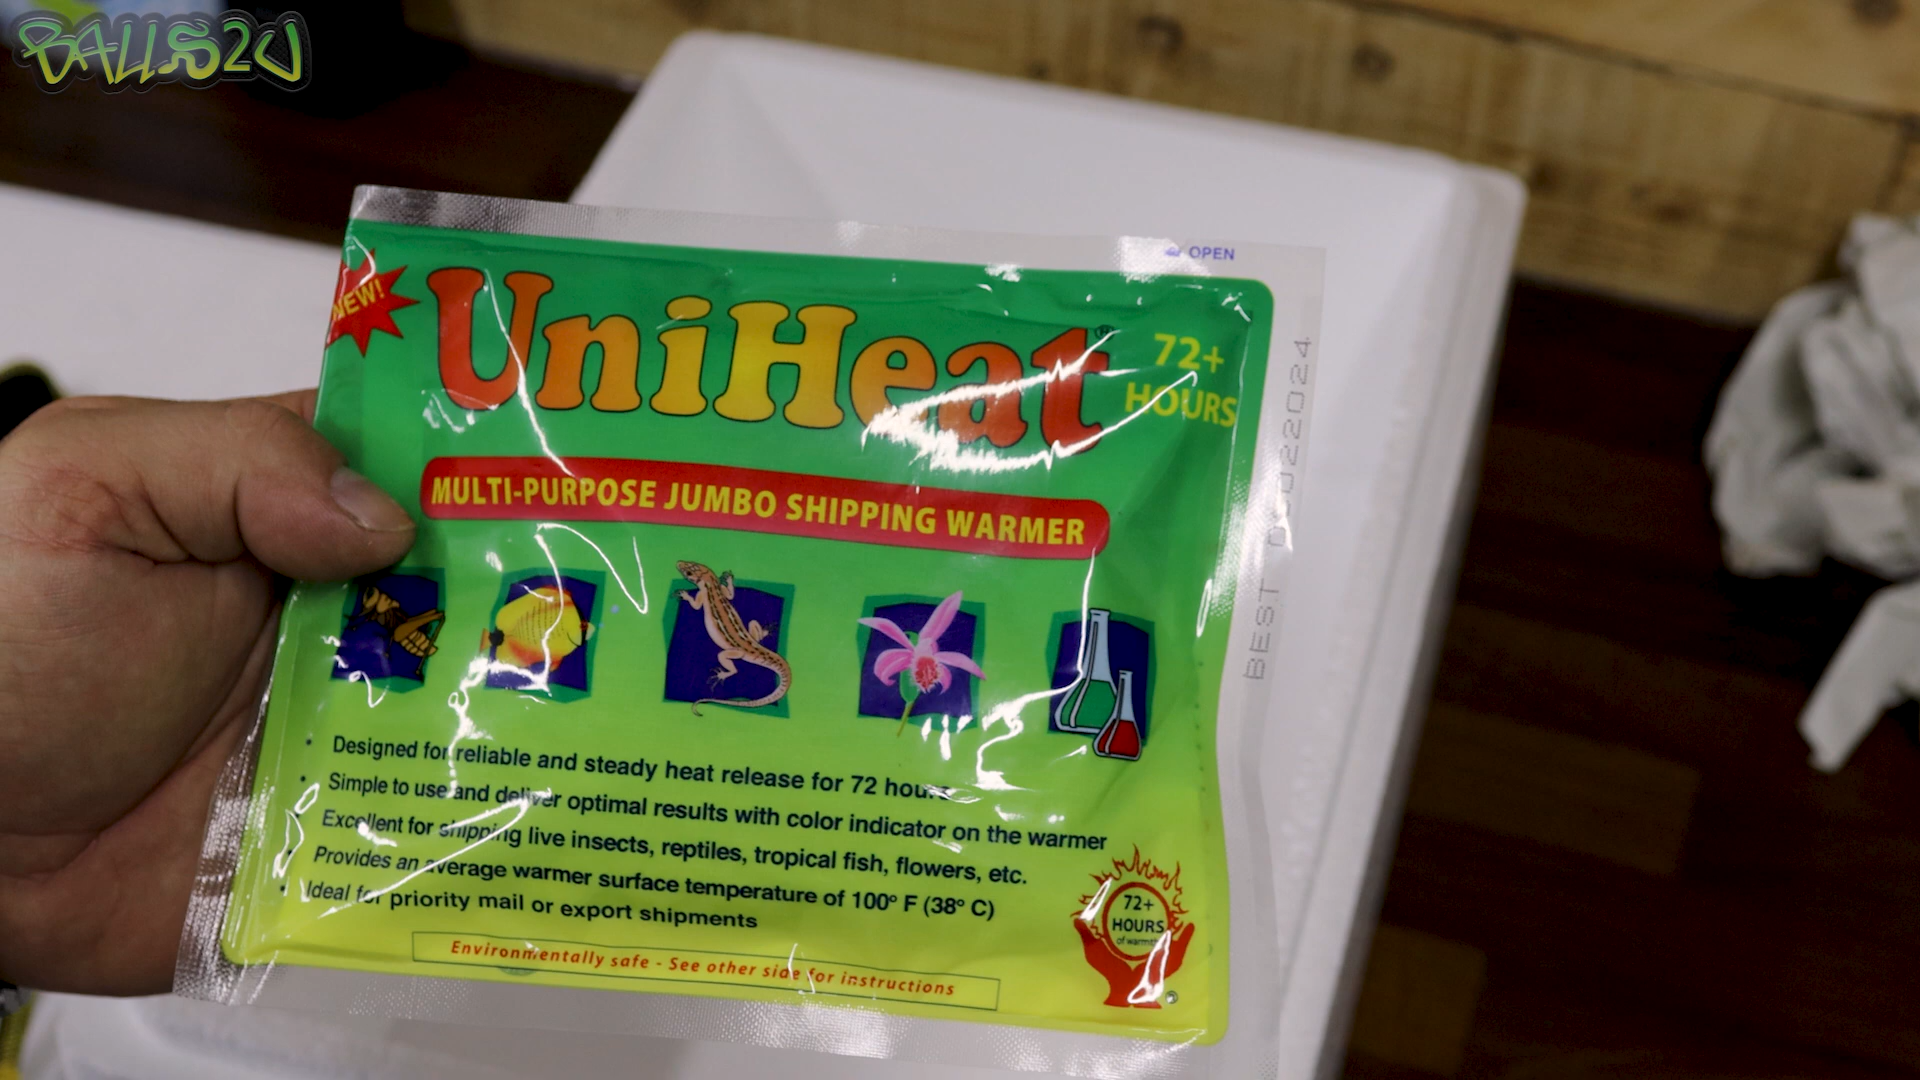 BALLS2U
OPEN
NEW!
UniHeat®
72+
HOURS
MULTI-PURPOSE JUMBO SHIPPING WARMER
• Designed for reliable and steady heat release for 72 hours
• Simple to use and deliver optimal results with color indicator on the warmer
• Excellent for shipping live insects, reptiles, tropical fish, flowers, etc.
• Provides an average warmer surface temperature of 100° F (38° C)
• Ideal for priority mail or export shipments
72+
HOURS
of warmth
Environmentally safe - See other side for instructions
BEST